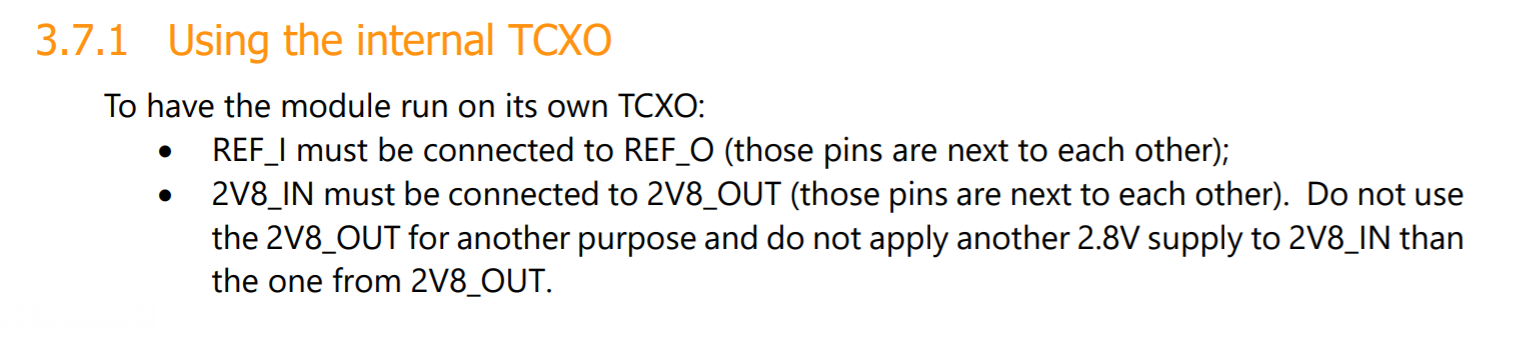 3.7.1 Using the internal TCXO
To have the module run on its own TCXO:
• REF_I must be connected to REF_O (those pins are next to each other);
• 2V8_IN must be connected to 2V8_OUT (those pins are next to each other). Do not use
the 2V8_OUT for another purpose and do not apply another 2.8V supply to 2V8_IN than
the one from 2V8_OUT.